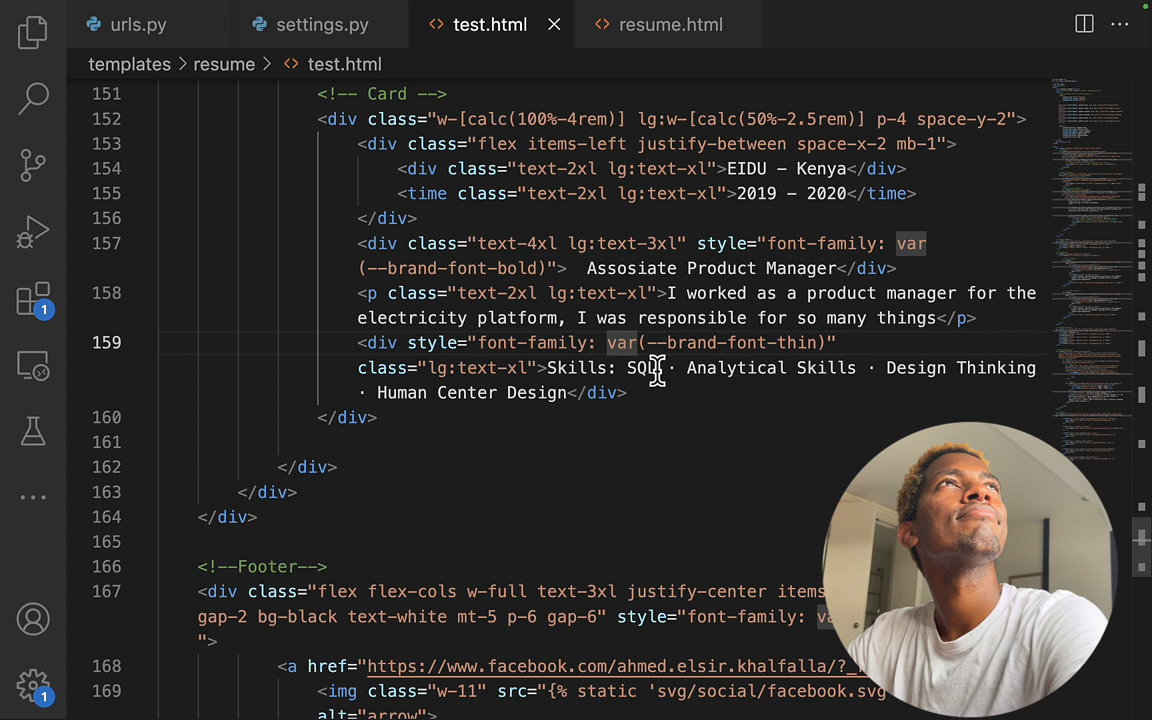 urls.py settings.py test.html resume.html
templates > resume > test.html
151 <!-- Card -->
152 <div class="w-[calc(100%-4rem)] lg:w-[calc(50%-2.5rem)] p-4 space-y-2">
153 <div class="flex items-left justify-between space-x-2 mb-1">
154 <div class="text-2xl lg:text-xl">EIDU – Kenya</div>
155 <time class="text-2xl lg:text-xl">2019 – 2020</time>
156 </div>
157 <div class="text-4xl lg:text-3xl" style="font-family: var
(--brand-font-bold)"> Assosiate Product Manager</div>
158 <p class="text-2xl lg:text-xl">I worked as a product manager for the
electricity platform, I was responsible for so many things</p>
159 <div style="font-family: var(--brand-font-thin)"
class="lg:text-xl">Skills: SQL · Analytical Skills · Design Thinking
· Human Center Design</div>
160 </div>
161
162 </div>
163 </div>
164 </div>
165
166 <!--Footer-->
167 <div class="flex flex-cols w-full text-3xl justify-center items
gap-2 bg-black text-white mt-5 p-6 gap-6" style="font-family:
">
168 <a href="https://www.facebook.com/ahmed.elsir.khalfalla/?_
169 <img class="w-11" src="{% static 'svg/social/facebook.svg
alt="arrow">
1
1